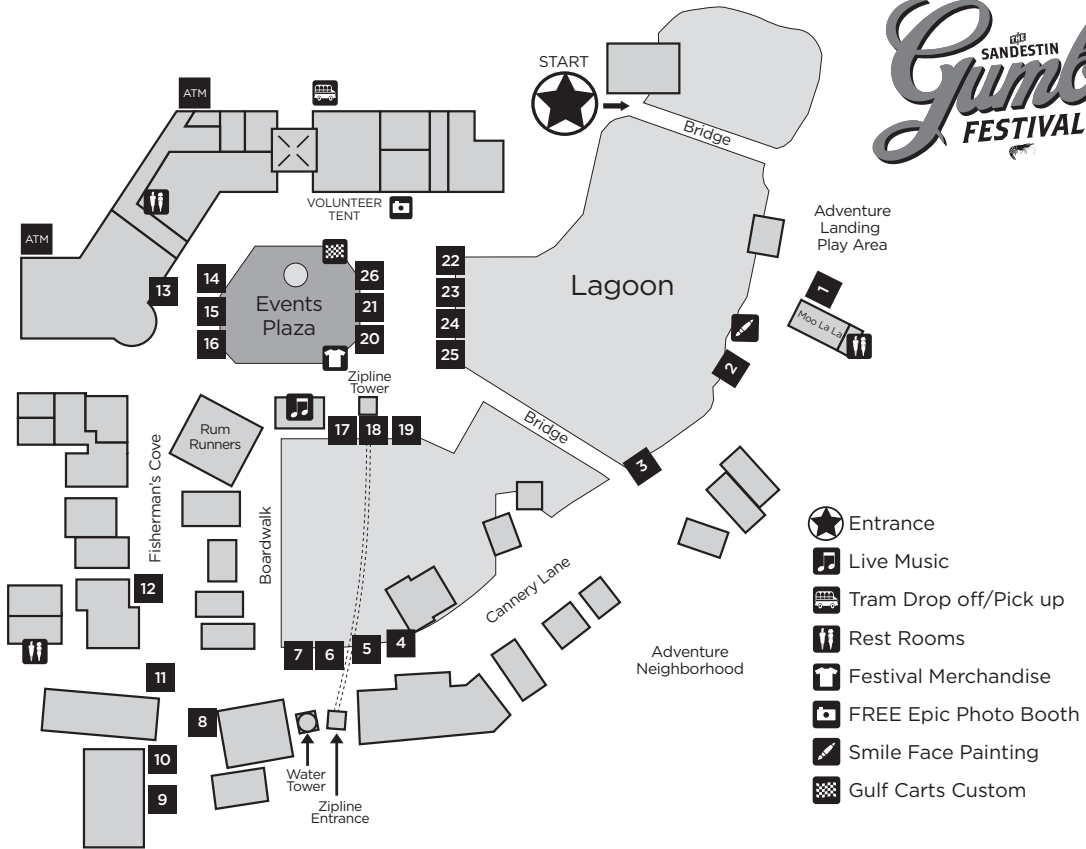 THE
SANDESTIN
FESTIVAL
START
ATM
Bridge
VOLUNTEER
TENT
ATM
Adventure
Landing
Play Area
1
Moo La La
Lagoon
2
3
13
14
15
16
Events
Plaza
26
21
20
22
23
24
25
Zipline
Tower
17
18
19
Bridge
Rum
Runners
Fisherman's Cove
Boardwalk
Cannery Lane
Adventure
Neighborhood
12
7
6
5
4
11
8
10
9
Water
Tower
Zipline
Entrance
Entrance
Live Music
Tram Drop off/Pick up
Rest Rooms
Festival Merchandise
FREE Epic Photo Booth
Smile Face Painting
Gulf Carts Custom